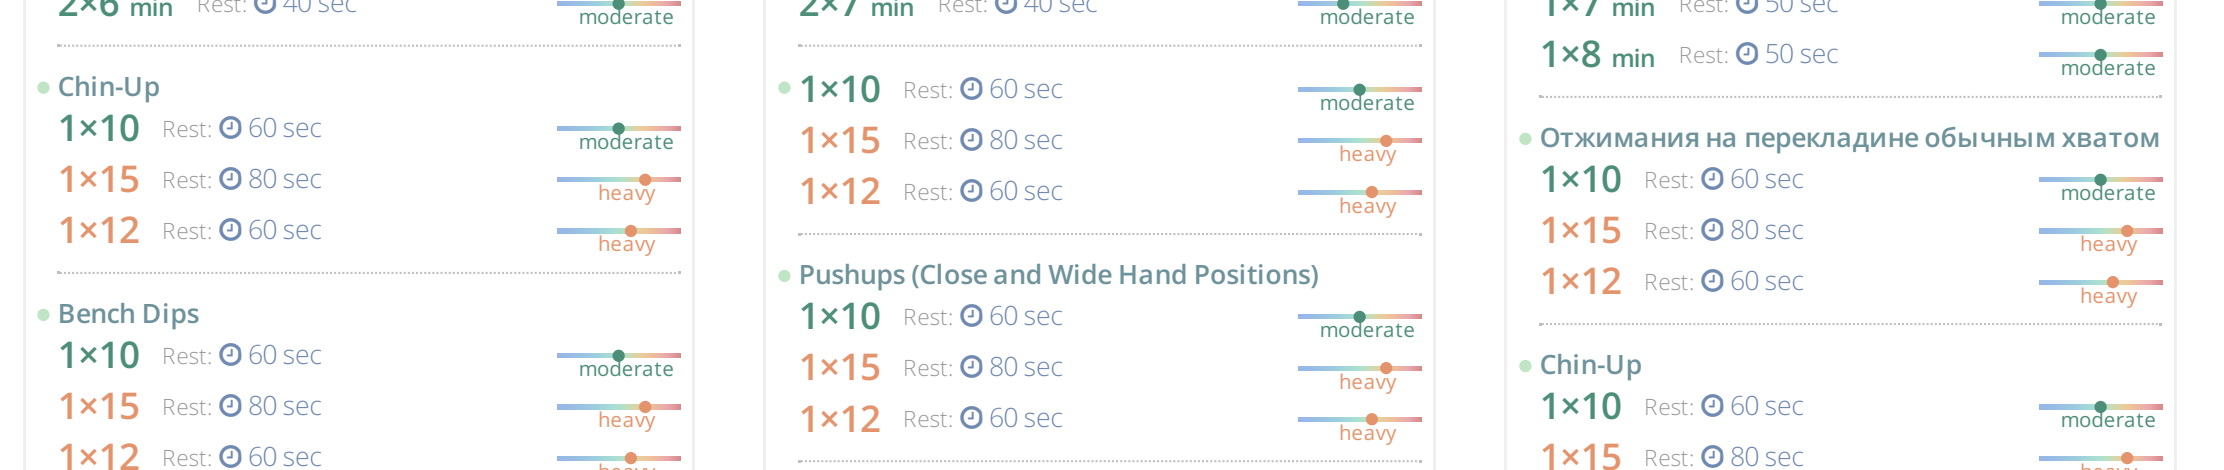 2×6 min Rest: 40 sec
moderate
Chin-Up
1×10 Rest: 60 sec
moderate
1×15 Rest: 80 sec
heavy
1×12 Rest: 60 sec
heavy
Bench Dips
1×10 Rest: 60 sec
moderate
1×15 Rest: 80 sec
heavy
1×12 Rest: 60 sec
heavy
2×7 min Rest: 40 sec
moderate
1×10 Rest: 60 sec
moderate
1×15 Rest: 80 sec
heavy
1×12 Rest: 60 sec
heavy
Pushups (Close and Wide Hand Positions)
1×10 Rest: 60 sec
moderate
1×15 Rest: 80 sec
heavy
1×12 Rest: 60 sec
heavy
1×7 min Rest: 50 sec
moderate
1×8 min Rest: 50 sec
moderate
Отжимания на перекладине обычным хватом
1×10 Rest: 60 sec
moderate
1×15 Rest: 80 sec
heavy
1×12 Rest: 60 sec
heavy
Chin-Up
1×10 Rest: 60 sec
moderate
1×15 Rest: 80 sec
heavy